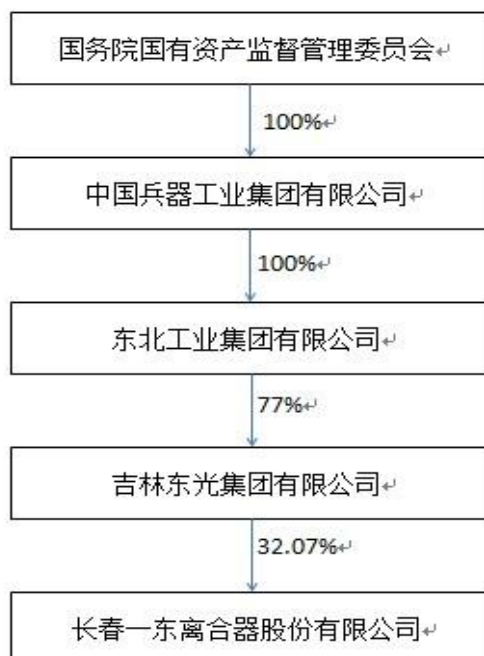 国务院国有资产监督管理委员会↵
100%↵
中国兵器工业集团有限公司↵
100%↵
东北工业集团有限公司↵
77%↵
吉林东光集团有限公司↵
32.07%↵
长春一东离合器股份有限公司↵